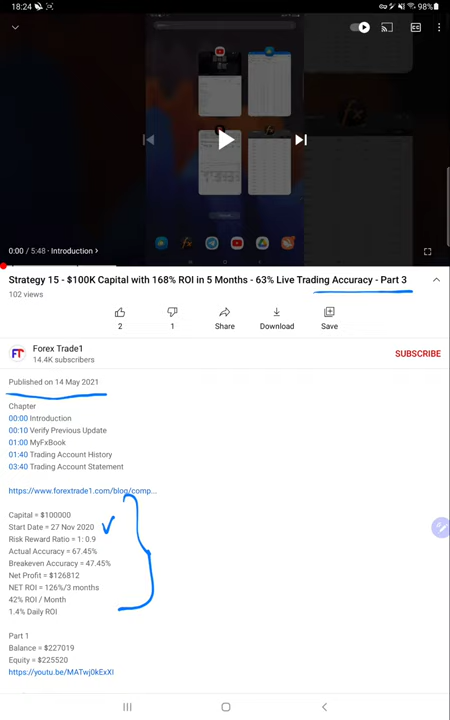 18:24
98%
0:00 / 5:48 · Introduction >
Strategy 15 - $100K Capital with 168% ROI in 5 Months - 63% Live Trading Accuracy - Part 3
102 views
2
1
Share
Download
Save
FT
Forex Trade1
14.4K subscribers
SUBSCRIBE
Published on 14 May 2021
Chapter
00:00 Introduction
00:10 Verify Previous Update
01:00 MyFxBook
01:40 Trading Account History
03:40 Trading Account Statement
https://www.forextrade1.com/blog/comp...
Capital = $100000
Start Date = 27 Nov 2020
Risk Reward Ratio = 1: 0.9
Actual Accuracy = 67.45%
Breakeven Accuracy = 47.45%
Net Profit = $126812
NET ROI = 126%/3 months
42% ROI / Month
1.4% Daily ROI
Part 1
Balance = $227019
Equity = $225520
https://youtu.be/MATwj0kExXI